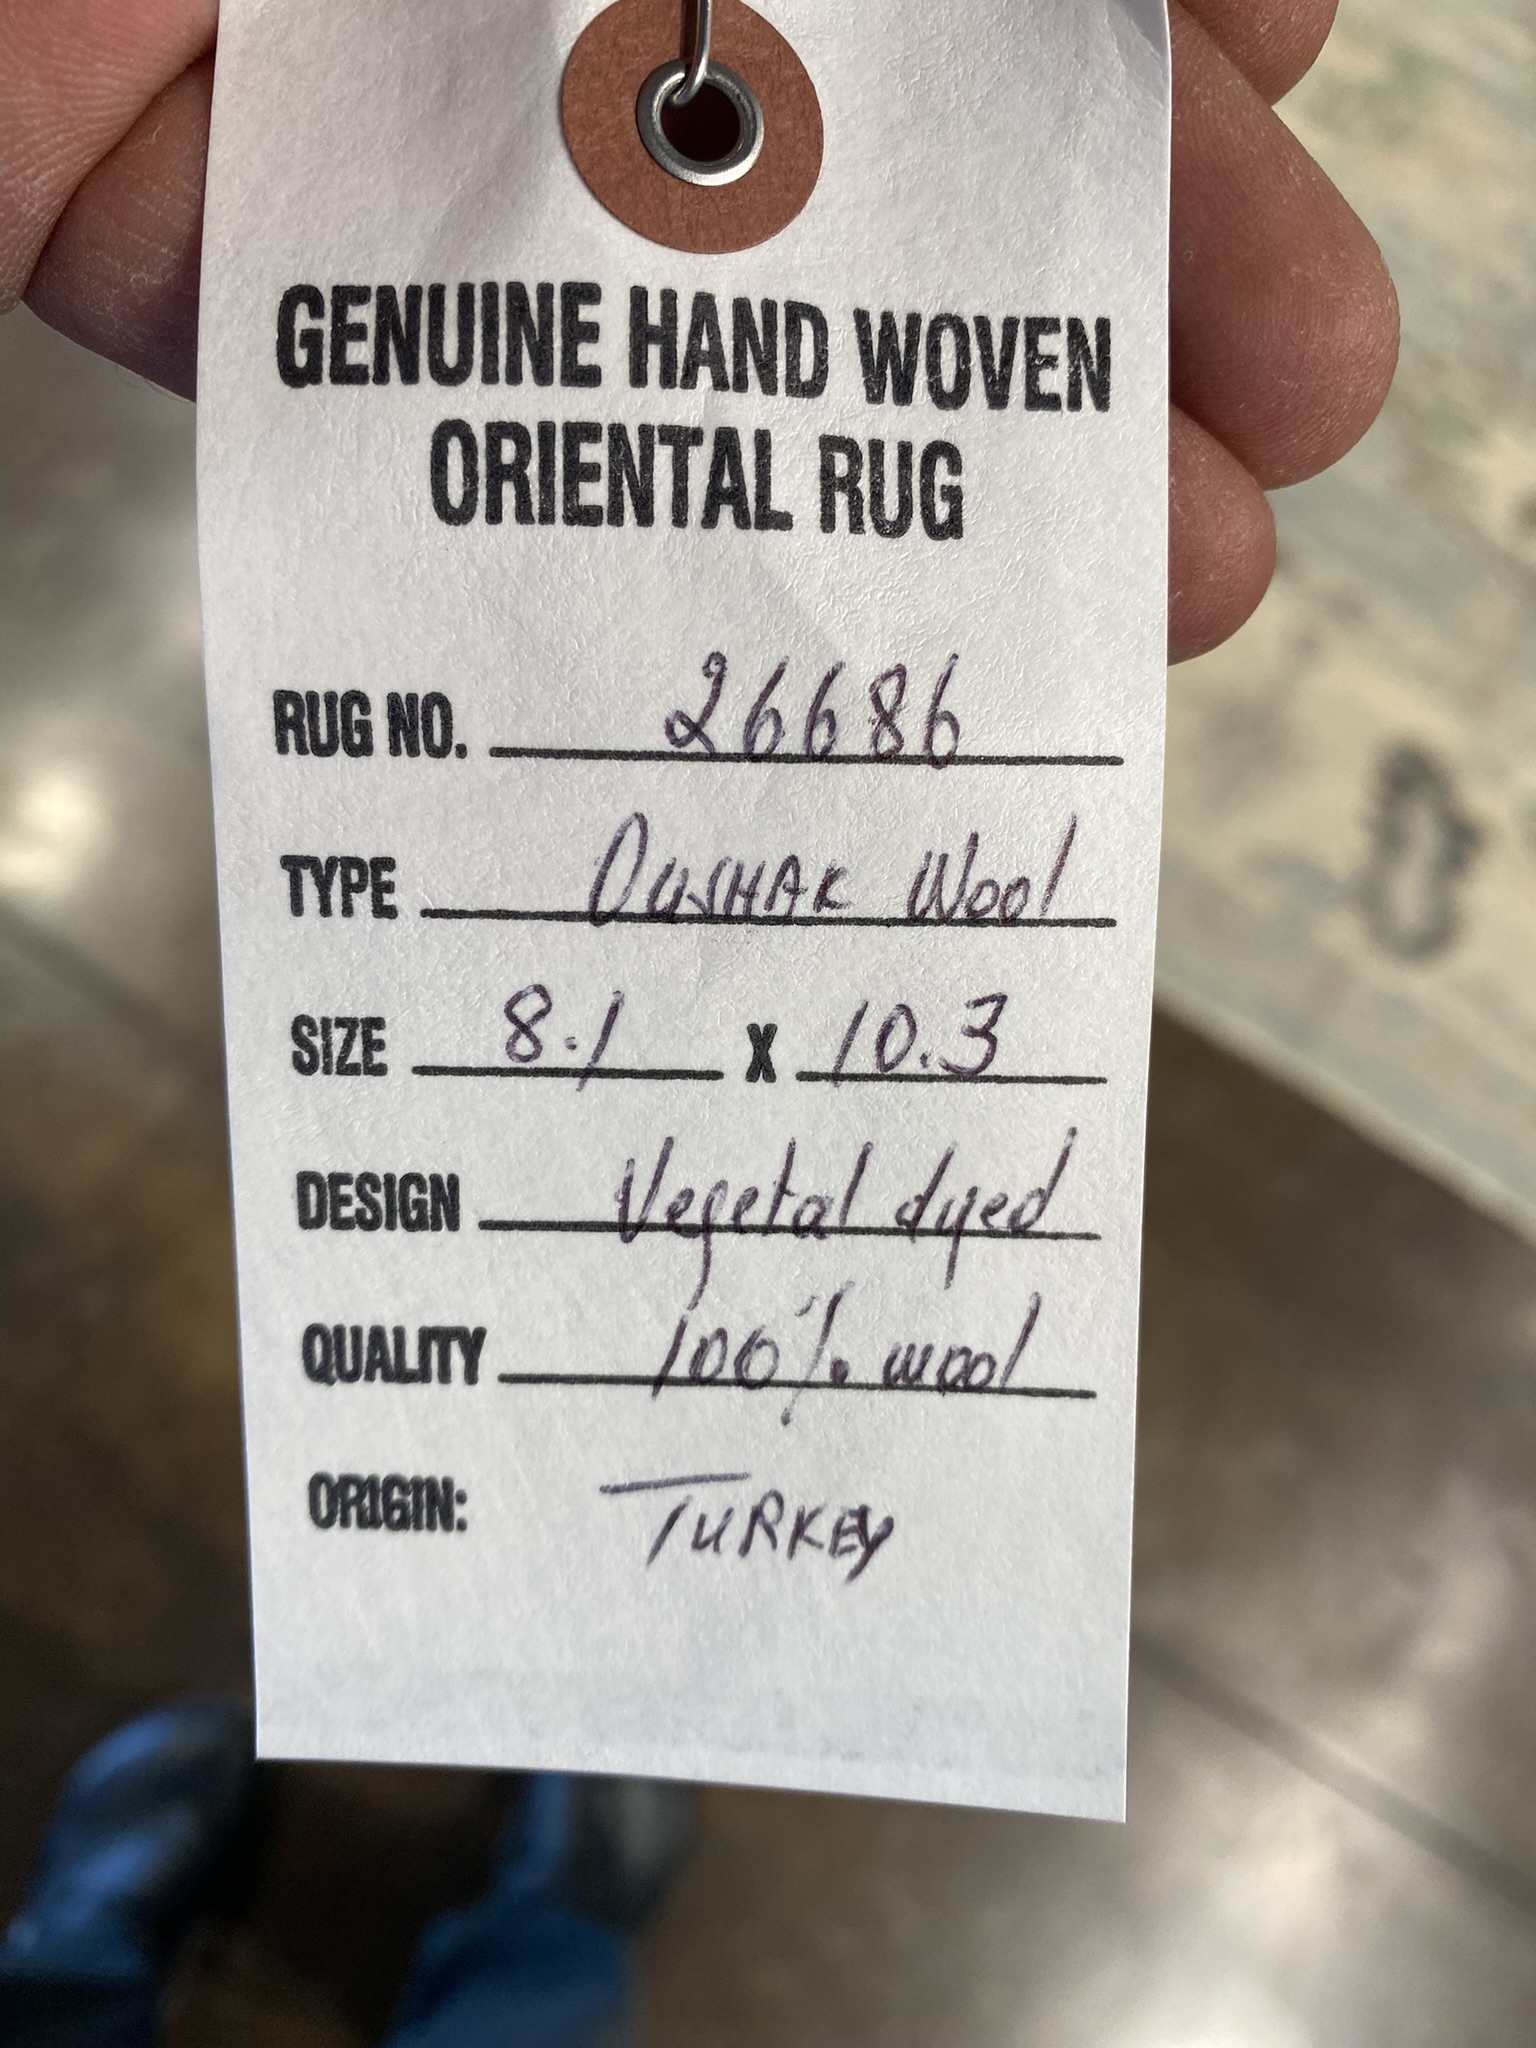 GENUINE HAND WOVEN
ORIENTAL RUG
RUG NO. 26686
TYPE OUSHAK Wool
SIZE 8.1 X 10.3
DESIGN Vegetal dyed
QUALITY 100% wool
ORIGIN: TURKEY